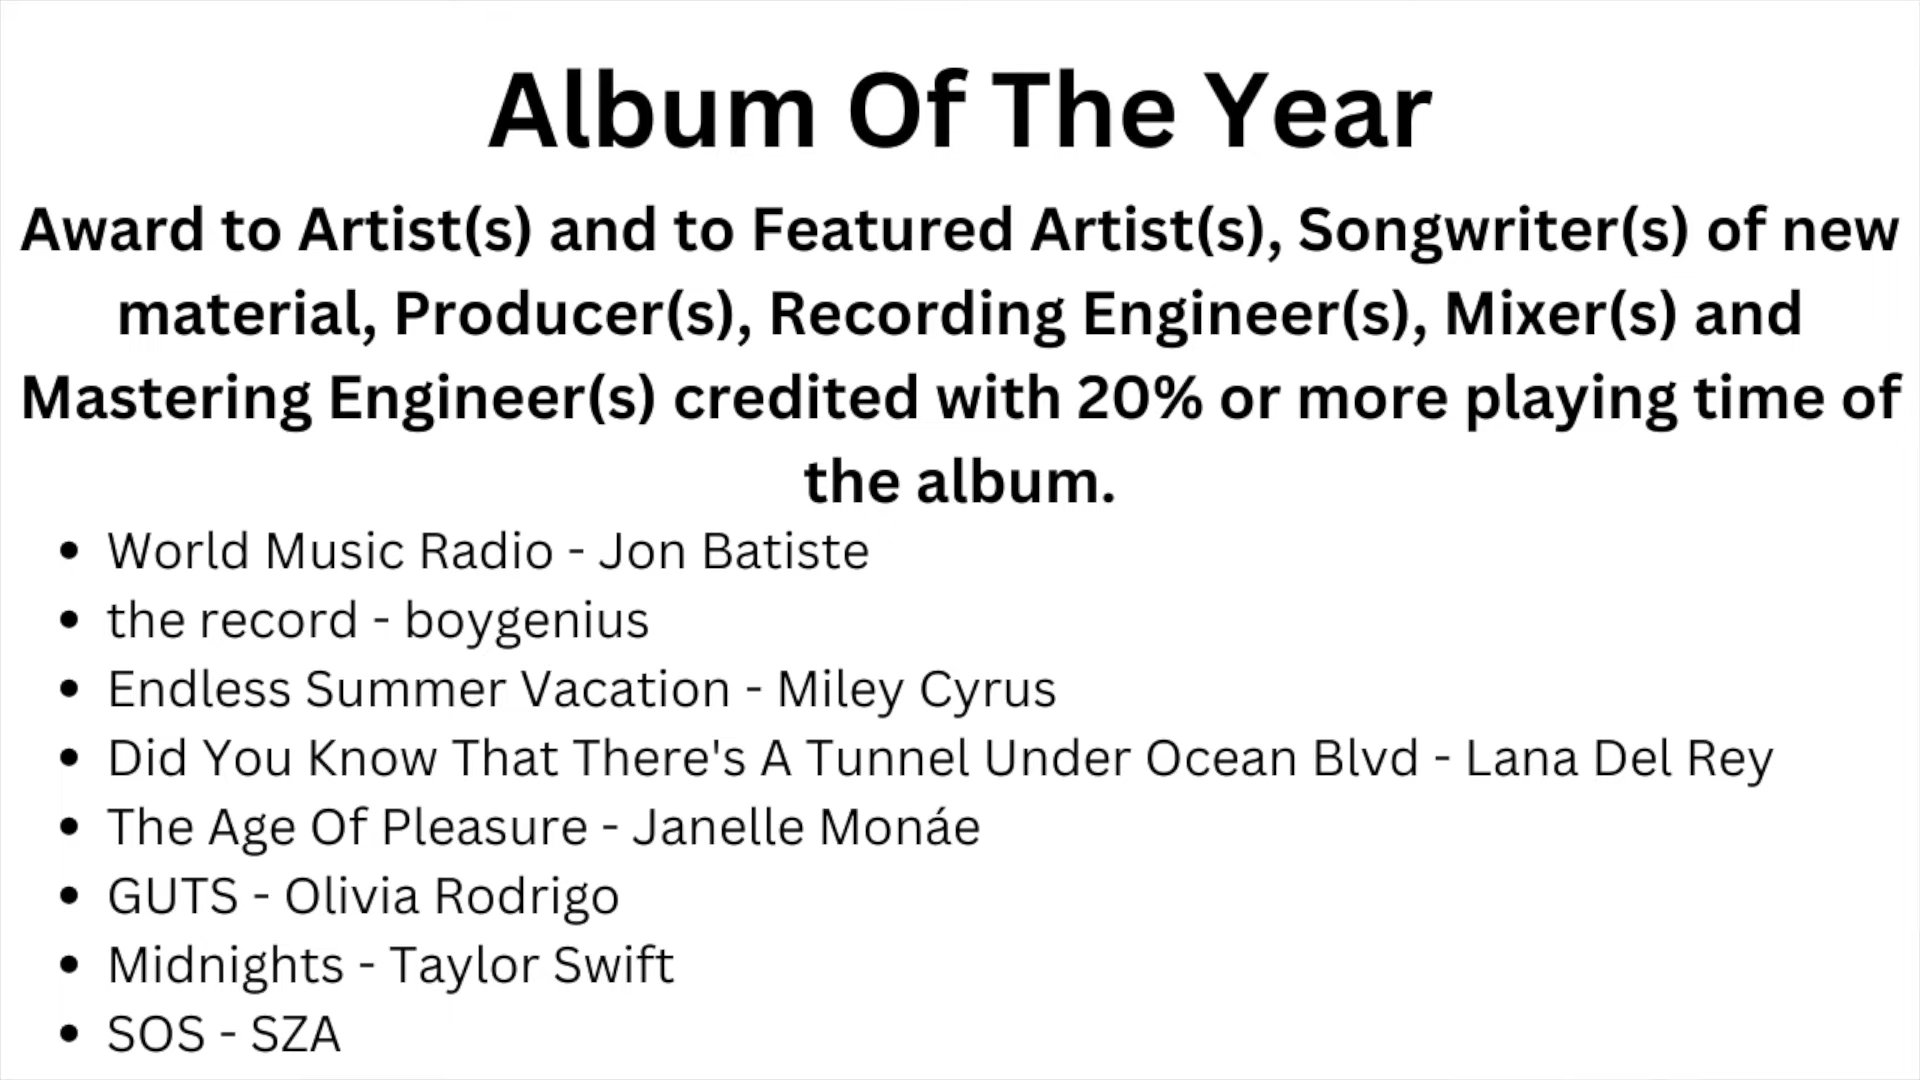 Album Of The Year
Award to Artist(s) and to Featured Artist(s), Songwriter(s) of new
material, Producer(s), Recording Engineer(s), Mixer(s) and
Mastering Engineer(s) credited with 20% or more playing time of
the album.
• World Music Radio - Jon Batiste
• the record - boygenius
• Endless Summer Vacation - Miley Cyrus
• Did You Know That There's A Tunnel Under Ocean Blvd - Lana Del Rey
• The Age Of Pleasure - Janelle Monáe
• GUTS - Olivia Rodrigo
• Midnights - Taylor Swift
• SOS - SZA